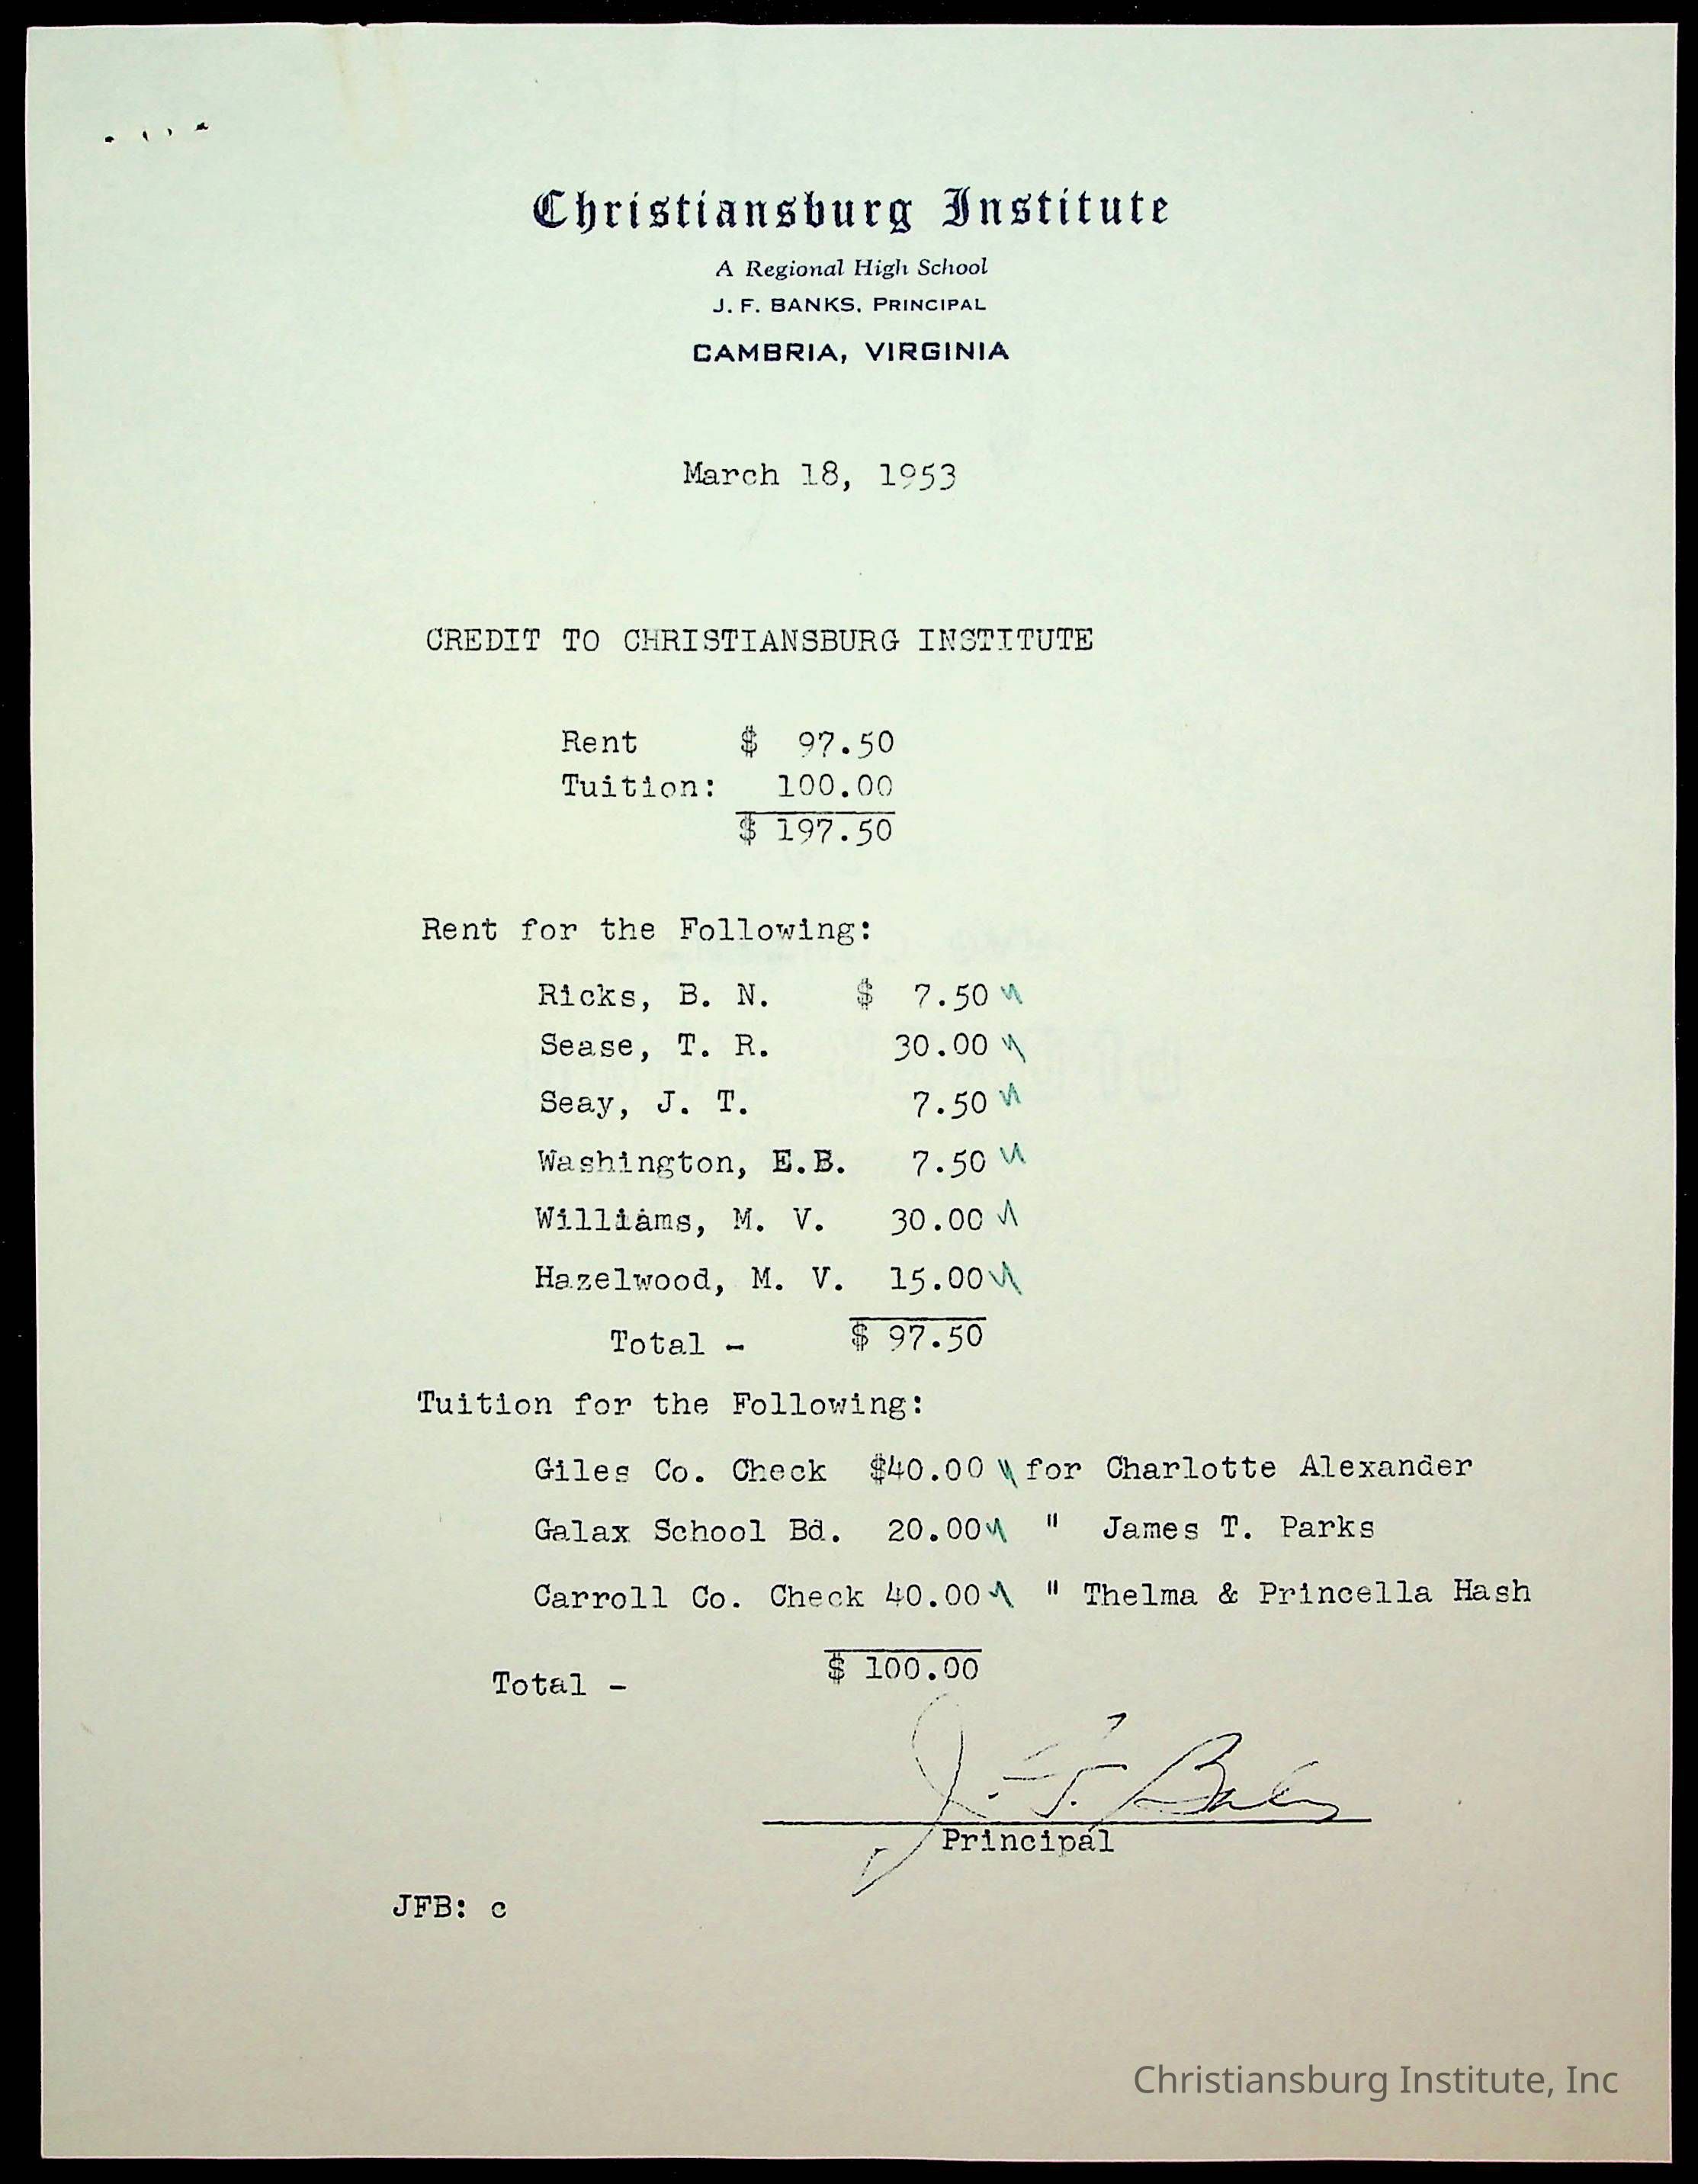 Christiansburg Institute
A Regional High School
J. F. BANKS, PRINCIPAL
CAMBRIA, VIRGINIA
March 18, 1953
CREDIT TO CHRISTIANSBURG INSTITUTE
Rent $ 97.50
Tuition: 100.00
$ 197.50
Rent for the Following:
Ricks, B. N. $ 7.50
Sease, T. R. 30.00
Seay, J. T. 7.50
Washington, E.B. 7.50
Williams, M. V. 30.00
Hazelwood, M. V. 15.00
Total - $ 97.50
Tuition for the Following:
Giles Co. Check $40.00 for Charlotte Alexander
Galax School Bd. 20.00 " James T. Parks
Carroll Co. Check 40.00 " Thelma & Princella Hash
Total - $ 100.00
J. F. Banks
Principal
JFB: c
Christiansburg Institute, Inc